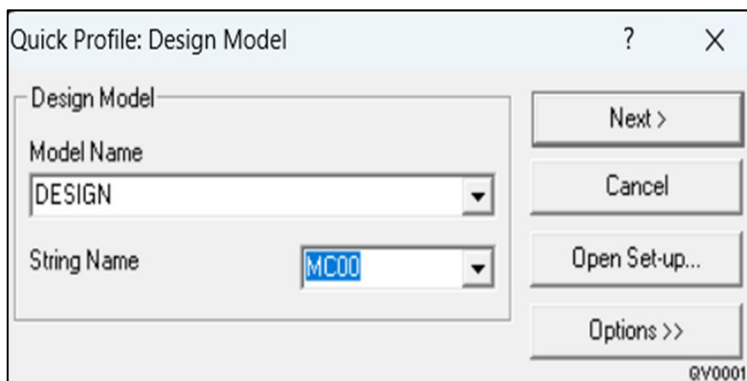 Quick Profile: Design Model ? X
Design Model
Next >
Model Name
DESIGN
Cancel
String Name
MC00
Open Set-up...
Options >>
QV0001